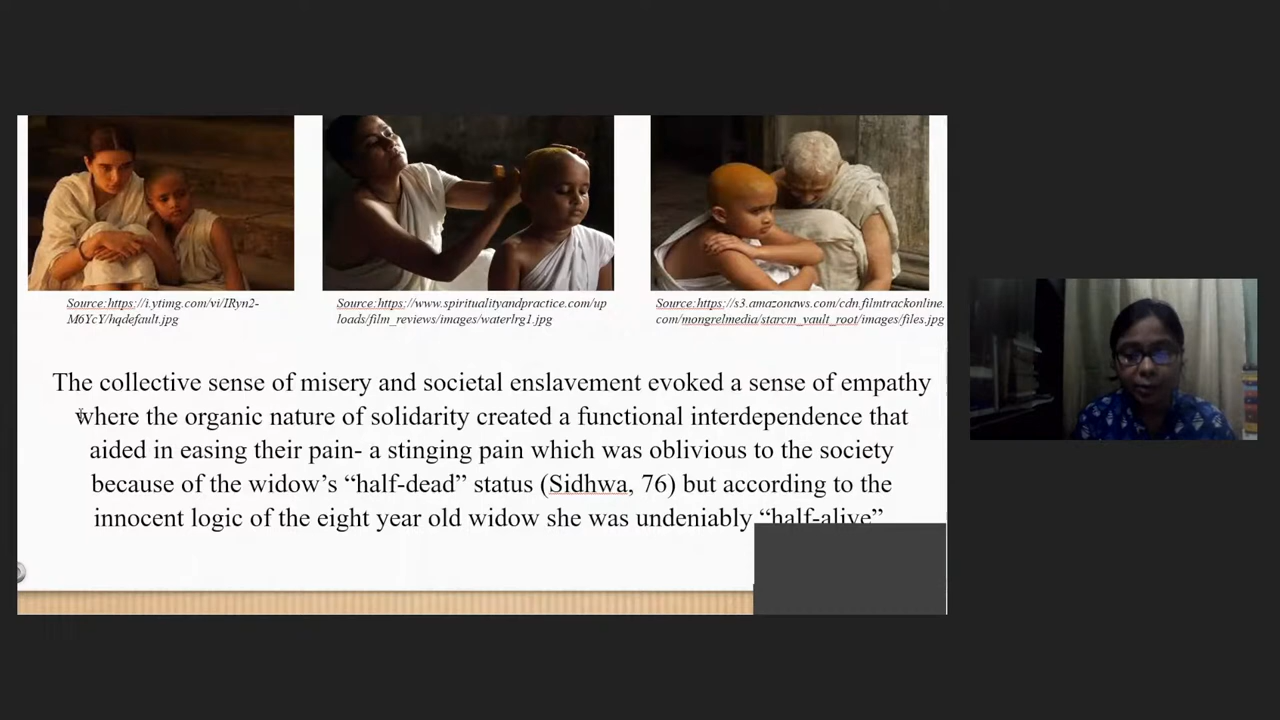 Source:https://i.ytimg.com/vi/IRyn2-
M6YcY/hqdefault.jpg
Source:https://www.spiritualityandpractice.com/up
loads/film_reviews/images/waterlrg1.jpg
Source:https://s3.amazonaws.com/cdn.filmtrackonline.
com/mongrelmedia/starcm_vault_root/images/files.jpg
The collective sense of misery and societal enslavement evoked a sense of empathy
where the organic nature of solidarity created a functional interdependence that
aided in easing their pain- a stinging pain which was oblivious to the society
because of the widow’s “half-dead” status (Sidhwa, 76) but according to the
innocent logic of the eight year old widow she was undeniably “half-alive”